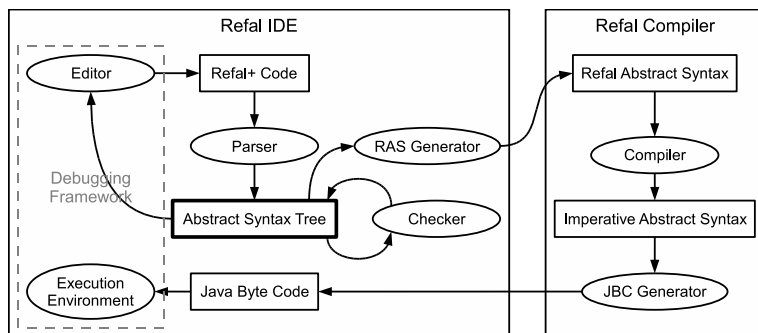 Refal IDE
Refal Compiler
Editor
Refal+ Code
Refal Abstract Syntax
Parser
RAS Generator
Compiler
Debugging
Framework
Abstract Syntax Tree
Checker
Imperative Abstract Syntax
Execution
Environment
Java Byte Code
JBC Generator